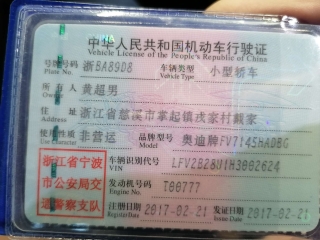 中华人民共和国机动车行驶证
Vehicle License of the People's Republic of China
号牌号码 浙BA89D8 车辆类型 小型轿车
Plate No. Vehicle Type
所有人 黄超男
Owner
住址 浙江省慈溪市掌起镇戎家村戤家
Address
使用性质 非营运 品牌型号 奥迪牌FV7145HADBG
Use Character Model
浙江省宁波
市公安局交
通警察支队
车辆识别代号 LFV2B28U1H3002624
VIN
发动机号码 T00777
Engine No.
注册日期 2017-02-21 发证日期 2017-02-21
Register Date Issue Date